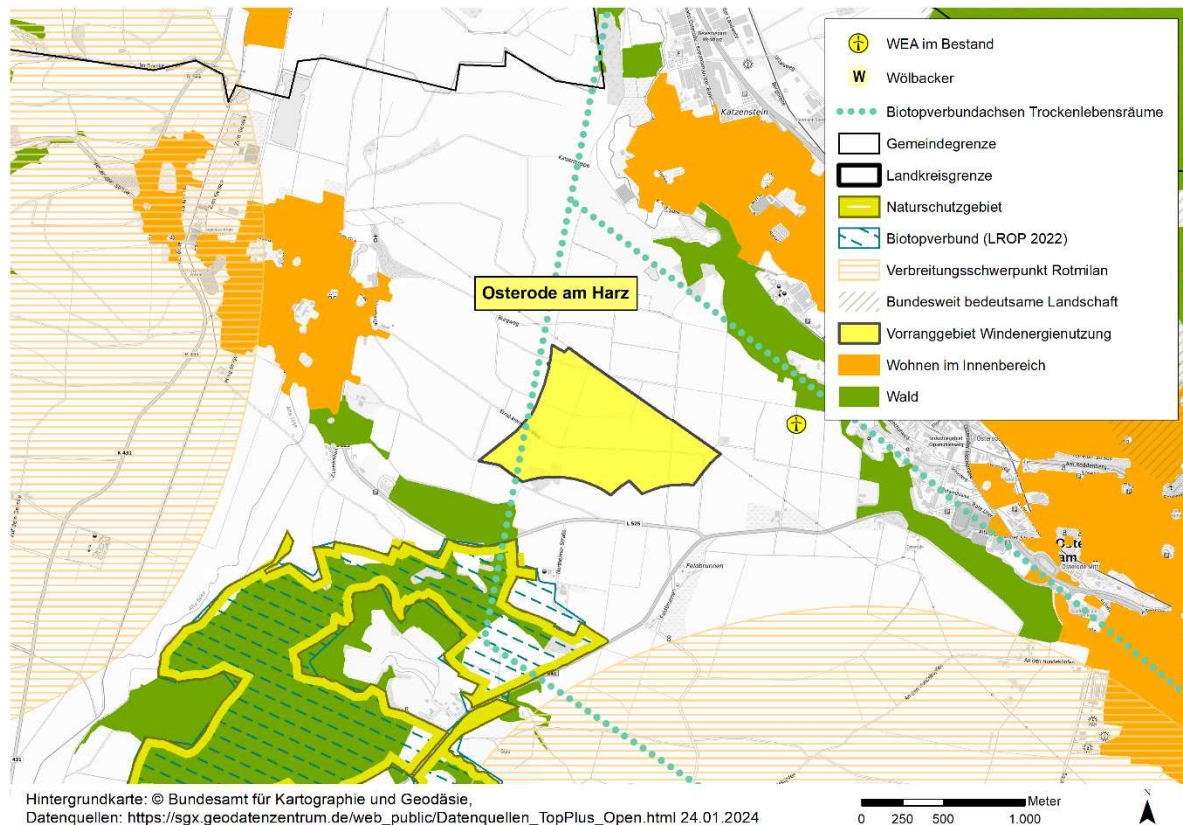 WEA im Bestand
W
Wölbacker
Biotopverbundachsen Trockenlebensräume
Gemeindegrenze
Landkreisgrenze
Naturschutzgebiet
Biotopverbund (LROP 2022)
Verbreitungsschwerpunkt Rotmilan
Bundesweit bedeutsame Landschaft
Vorranggebiet Windenergienutzung
Wohnen im Innenbereich
Wald
Katzenstein
Osterode am Harz
K 431
L 525
Feldbrunnen
431
Hintergrundkarte: © Bundesamt für Kartographie und Geodäsie,
Datenquellen: https://sgx.geodatenzentrum.de/web_public/Datenquellen_TopPlus_Open.html 24.01.2024
Meter
0 250 500 1.000
N